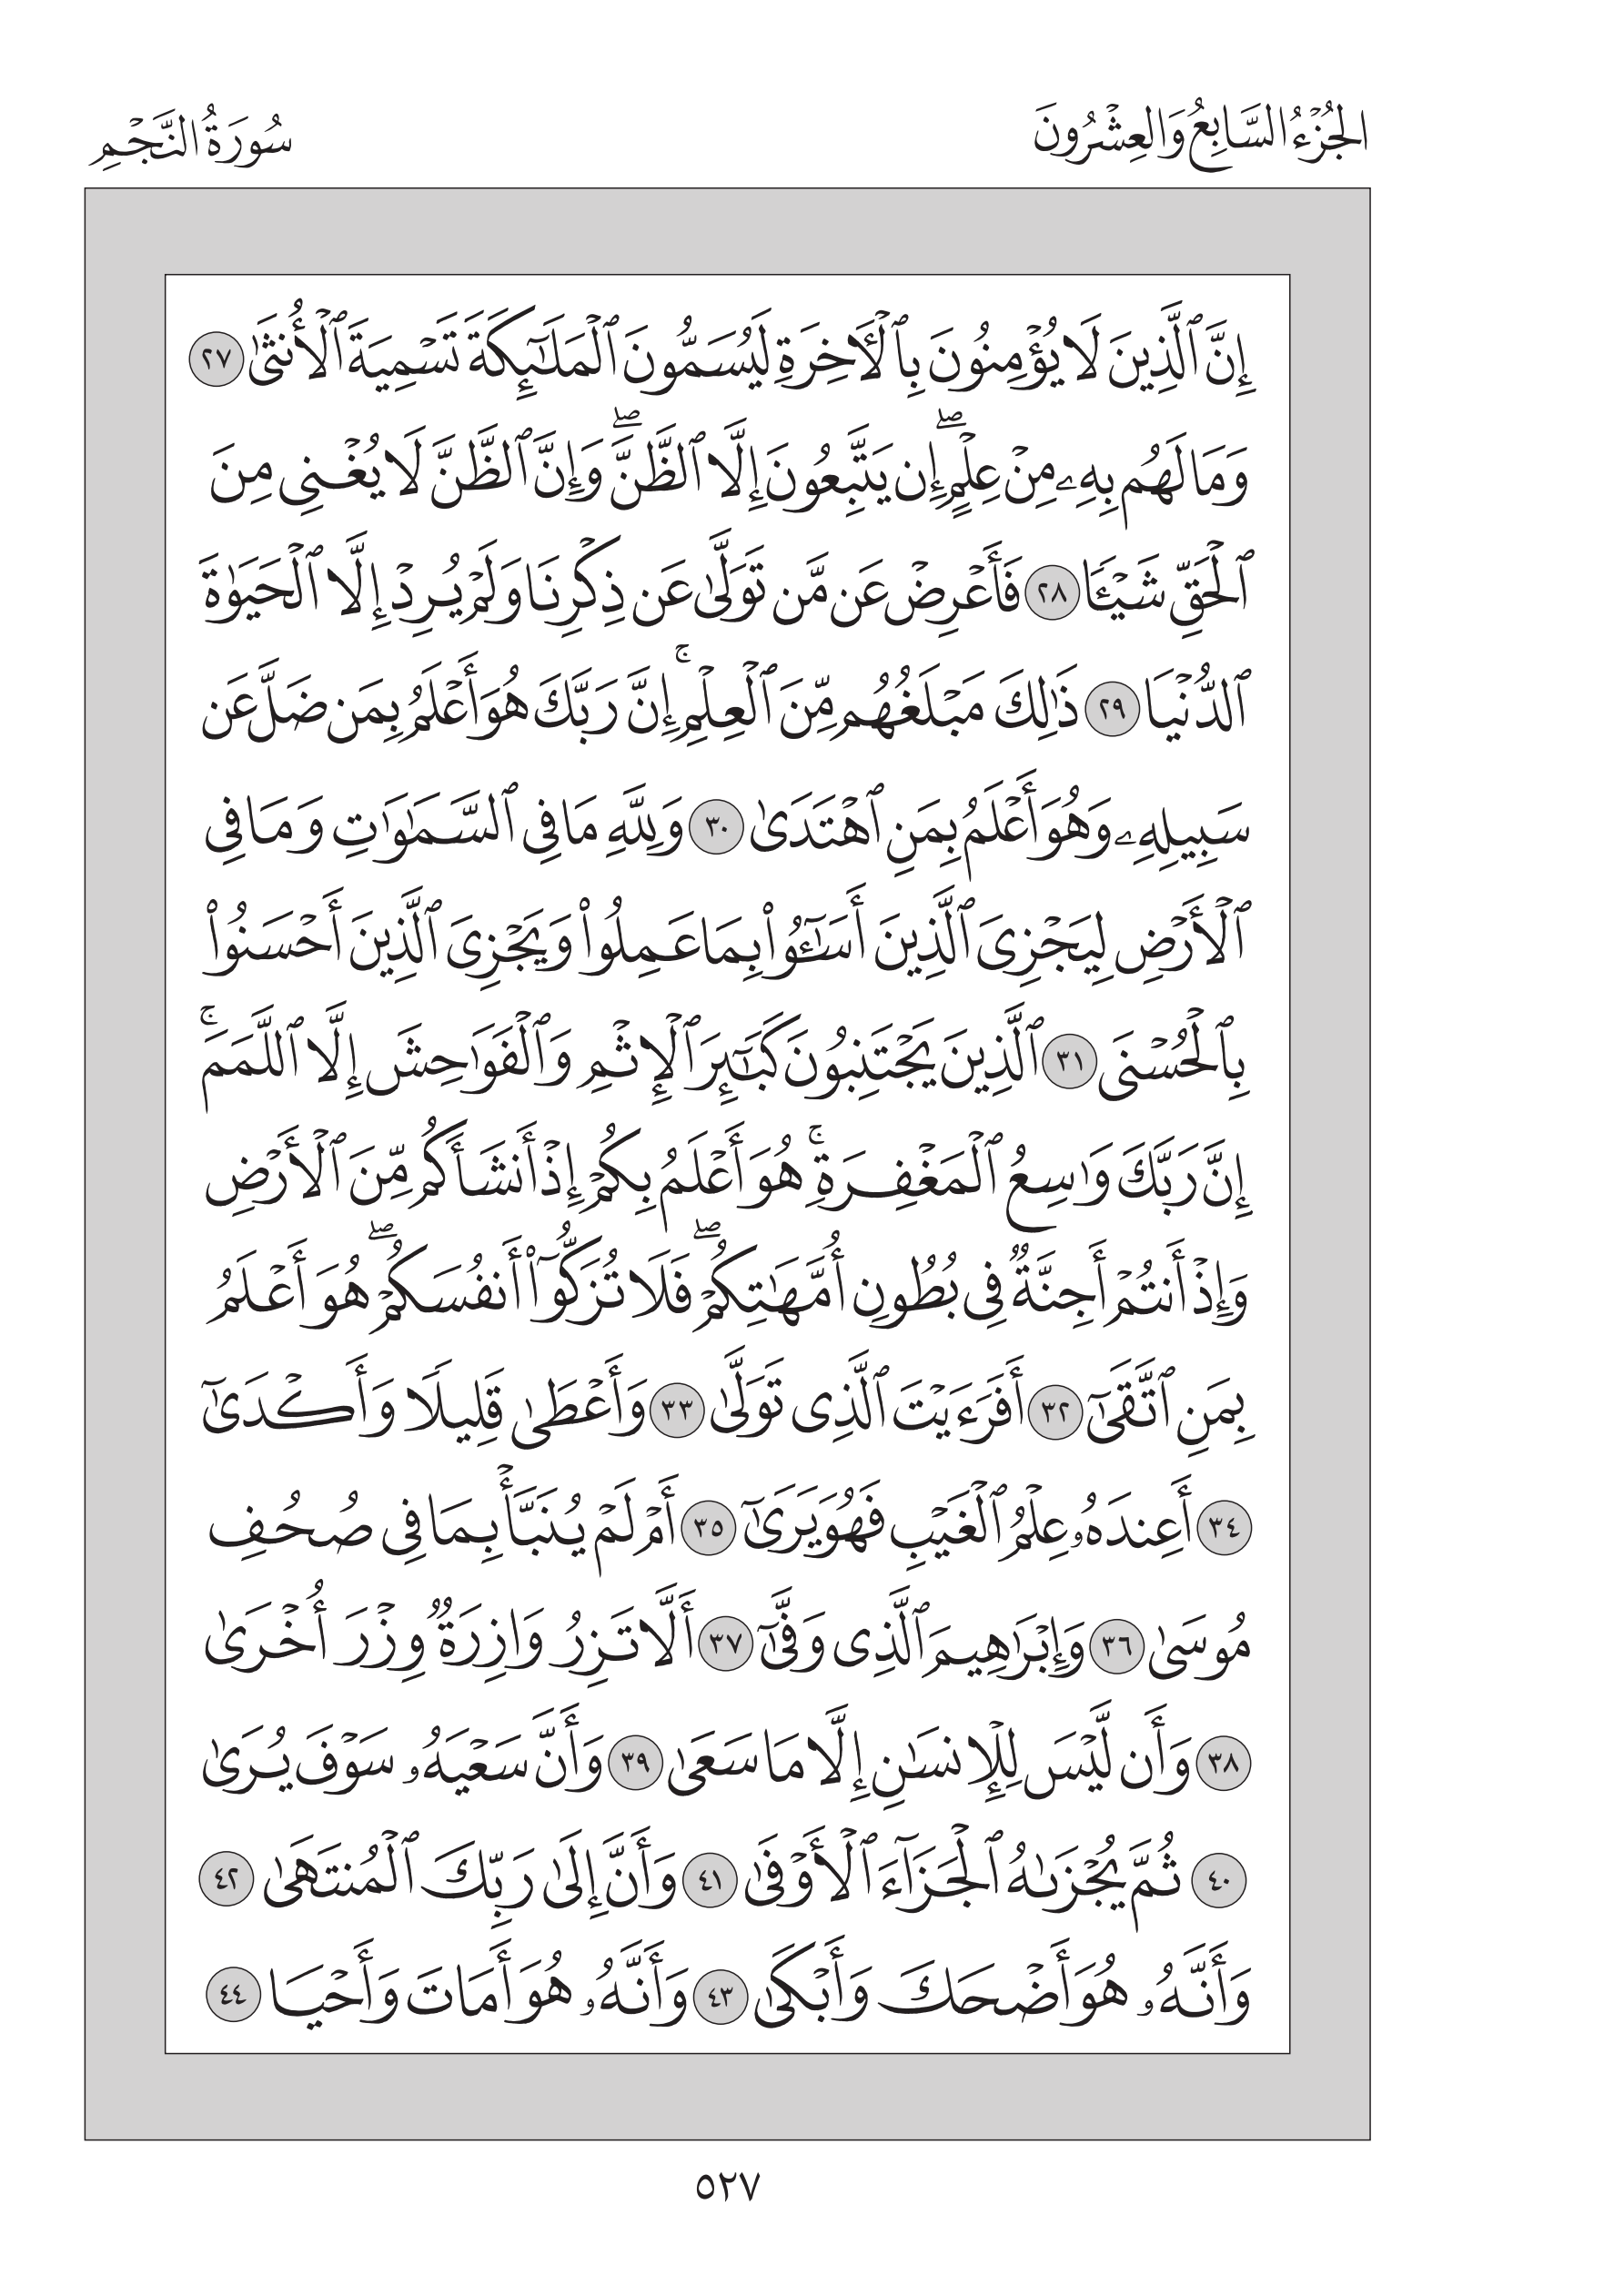 الجُزْءُ السَّابِعُ وَالعِشْرُونَ
سُورَةُ النَّجْمِ
إِنَّ ٱلَّذِينَ لَا يُؤْمِنُونَ بِٱلْأَخِرَةِ لَيُسَمُّونَ ٱلْمَلَٰٓئِكَةَ تَسْمِيَةَ ٱلْأُنثَىٰ ٢٧
وَمَا لَهُم بِهِۦ مِنْ عِلْمٍ ۖ إِن يَتَّبِعُونَ إِلَّا ٱلظَّنَّ ۖ وَإِنَّ ٱلظَّنَّ لَا يُغْنِى مِنَ
ٱلْحَقِّ شَيْـًٔا ٢٨ فَأَعْرِضْ عَن مَّن تَوَلَّىٰ عَن ذِكْرِنَا وَلَمْ يُرِدْ إِلَّا ٱلْحَيَوٰةَ
ٱلدُّنْيَا ٢٩ ذَٰلِكَ مَبْلَغُهُم مِّنَ ٱلْعِلْمِ ۚ إِنَّ رَبَّكَ هُوَ أَعْلَمُ بِمَن ضَلَّ عَن
سَبِيلِهِۦ وَهُوَ أَعْلَمُ بِمَنِ ٱهْتَدَىٰ ٣٠ وَلِلَّهِ مَا فِى ٱلسَّمَٰوَٰتِ وَمَا فِى
ٱلْأَرْضِ لِيَجْزِىَ ٱلَّذِينَ أَسَٰٓـُٔوا۟ بِمَا عَمِلُوا۟ وَيَجْزِىَ ٱلَّذِينَ أَحْسَنُوا۟
بِٱلْحُسْنَى ٣١ ٱلَّذِينَ يَجْتَنِبُونَ كَبَٰٓئِرَ ٱلْإِثْمِ وَٱلْفَوَٰحِشَ إِلَّا ٱللَّمَمَ ۚ
إِنَّ رَبَّكَ وَٰسِعُ ٱلْمَغْفِرَةِ ۚ هُوَ أَعْلَمُ بِكُمْ إِذْ أَنشَأَكُم مِّنَ ٱلْأَرْضِ
وَإِذْ أَنتُمْ أَجِنَّةٌ فِى بُطُونِ أُمَّهَٰتِكُمْ ۖ فَلَا تُزَكُّوٓا۟ أَنفُسَكُمْ ۖ هُوَ أَعْلَمُ
بِمَنِ ٱتَّقَىٰٓ ٣٢ أَفَرَءَيْتَ ٱلَّذِى تَوَلَّىٰ ٣٣ وَأَعْطَىٰ قَلِيلًا وَأَكْدَىٰٓ
٣٤ أَعِندَهُۥ عِلْمُ ٱلْغَيْبِ فَهُوَ يَرَىٰٓ ٣٥ أَمْ لَمْ يُنَبَّأْ بِمَا فِى صُحُفِ
مُوسَىٰ ٣٦ وَإِبْرَٰهِيمَ ٱلَّذِى وَفَّىٰٓ ٣٧ أَلَّا تَزِرُ وَازِرَةٌ وِزْرَ أُخْرَىٰ
٣٨ وَأَن لَّيْسَ لِلْإِنسَٰنِ إِلَّا مَا سَعَىٰ ٣٩ وَأَنَّ سَعْيَهُۥ سَوْفَ يُرَىٰ
٤٠ ثُمَّ يُجْزَىٰهُ ٱلْجَزَآءَ ٱلْأَوْفَىٰ ٤١ وَأَنَّ إِلَىٰ رَبِّكَ ٱلْمُنتَهَىٰ ٤٢
وَأَنَّهُۥ هُوَ أَضْحَكَ وَأَبْكَىٰ ٤٣ وَأَنَّهُۥ هُوَ أَمَاتَ وَأَحْيَا ٤٤
٥٢٧